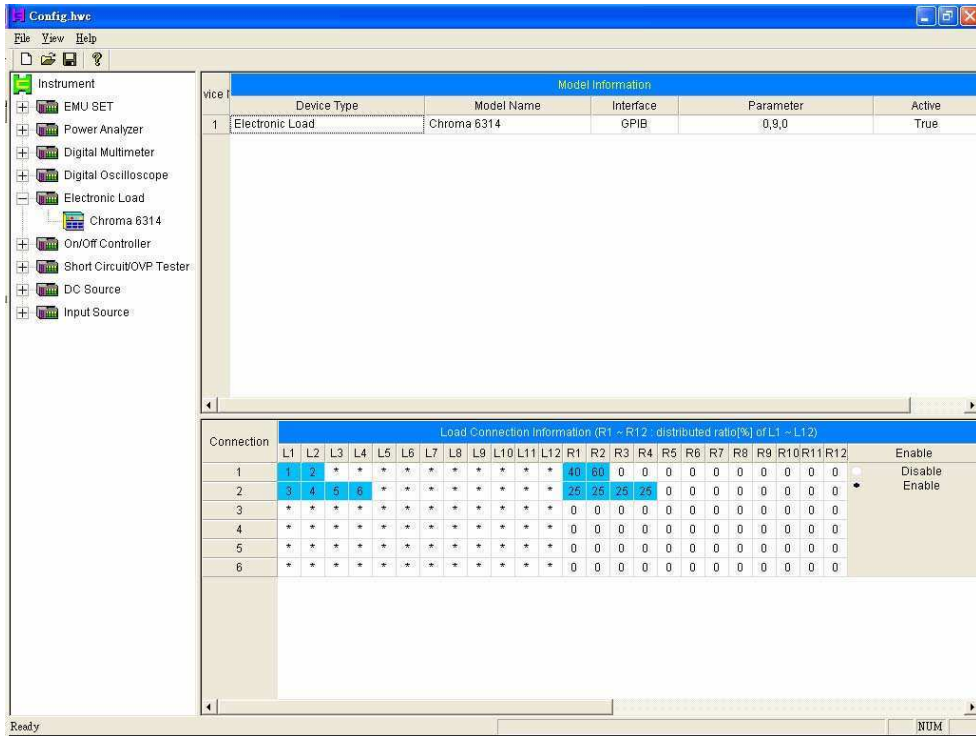 Config.hwc
File View Help
Instrument
EMU SET
Power Analyzer
Digital Multimeter
Digital Oscilloscope
Electronic Load
Chroma 6314
On/Off Controller
Short Circuit/OVP Tester
DC Source
Input Source
vice N Model Information
Device Type Model Name Interface Parameter Active
1 Electronic Load Chroma 6314 GPIB 0,9,0 True
Connection Load Connection Information (R1 ~ R12 : distributed ratio[%] of L1 ~ L12)
L1 L2 L3 L4 L5 L6 L7 L8 L9 L10 L11 L12 R1 R2 R3 R4 R5 R6 R7 R8 R9 R10 R11 R12 Enable
1 1 2 * * * * * * * * * * 40 60 0 0 0 0 0 0 0 0 0 0 Disable
2 3 4 5 6 * * * * * * * * 25 25 25 25 0 0 0 0 0 0 0 0 Enable
3 * * * * * * * * * * * * 0 0 0 0 0 0 0 0 0 0 0 0
4 * * * * * * * * * * * * 0 0 0 0 0 0 0 0 0 0 0 0
5 * * * * * * * * * * * * 0 0 0 0 0 0 0 0 0 0 0 0
6 * * * * * * * * * * * * 0 0 0 0 0 0 0 0 0 0 0 0
Ready NUM